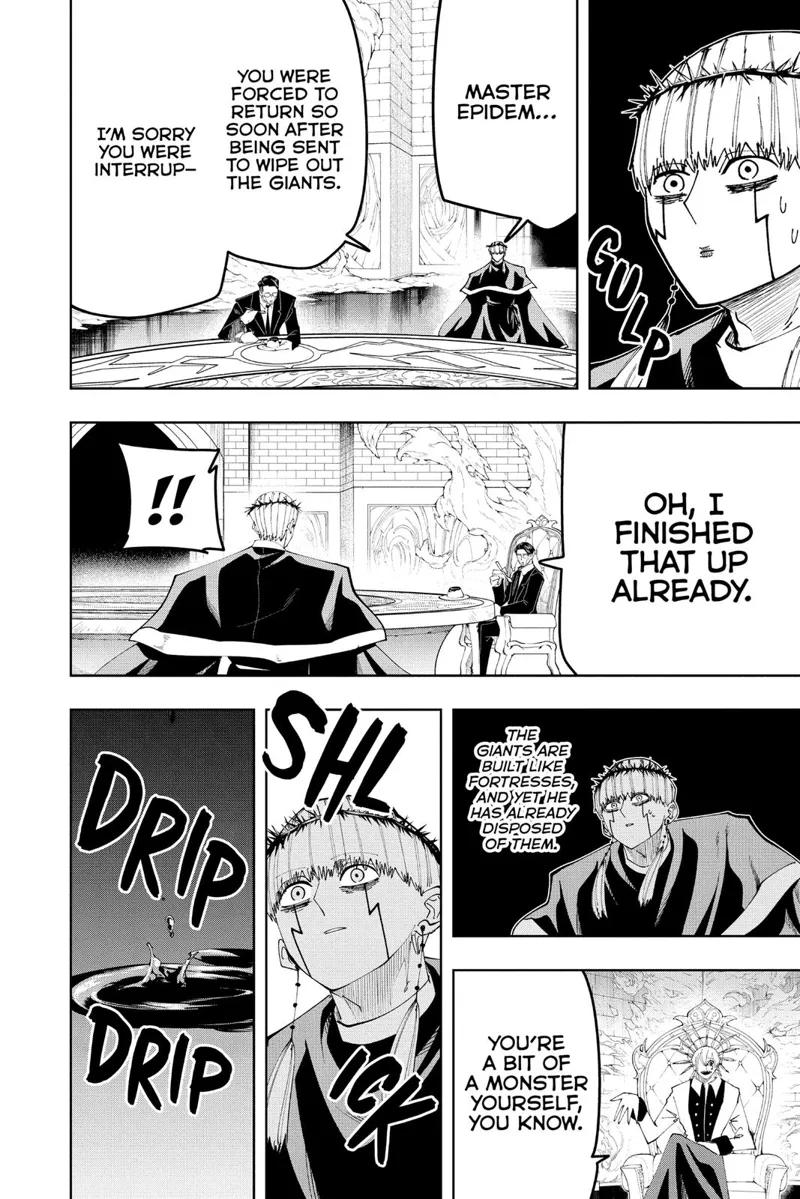 GULP
MASTER
EPIDEM...
YOU WERE
FORCED TO
RETURN SO
SOON AFTER
BEING SENT
TO WIPE OUT
THE GIANTS.
I'M SORRY
YOU WERE
INTERRUP–
OH, I
FINISHED
THAT UP
ALREADY.
!!
THE
GIANTS ARE
BUILT LIKE
FORTRESSES,
AND YET HE
HAS ALREADY
DISPOSED
OF THEM.
YOU'RE
A BIT OF
A MONSTER
YOURSELF,
YOU KNOW.
SHL
ICK
DRIP
DRIP